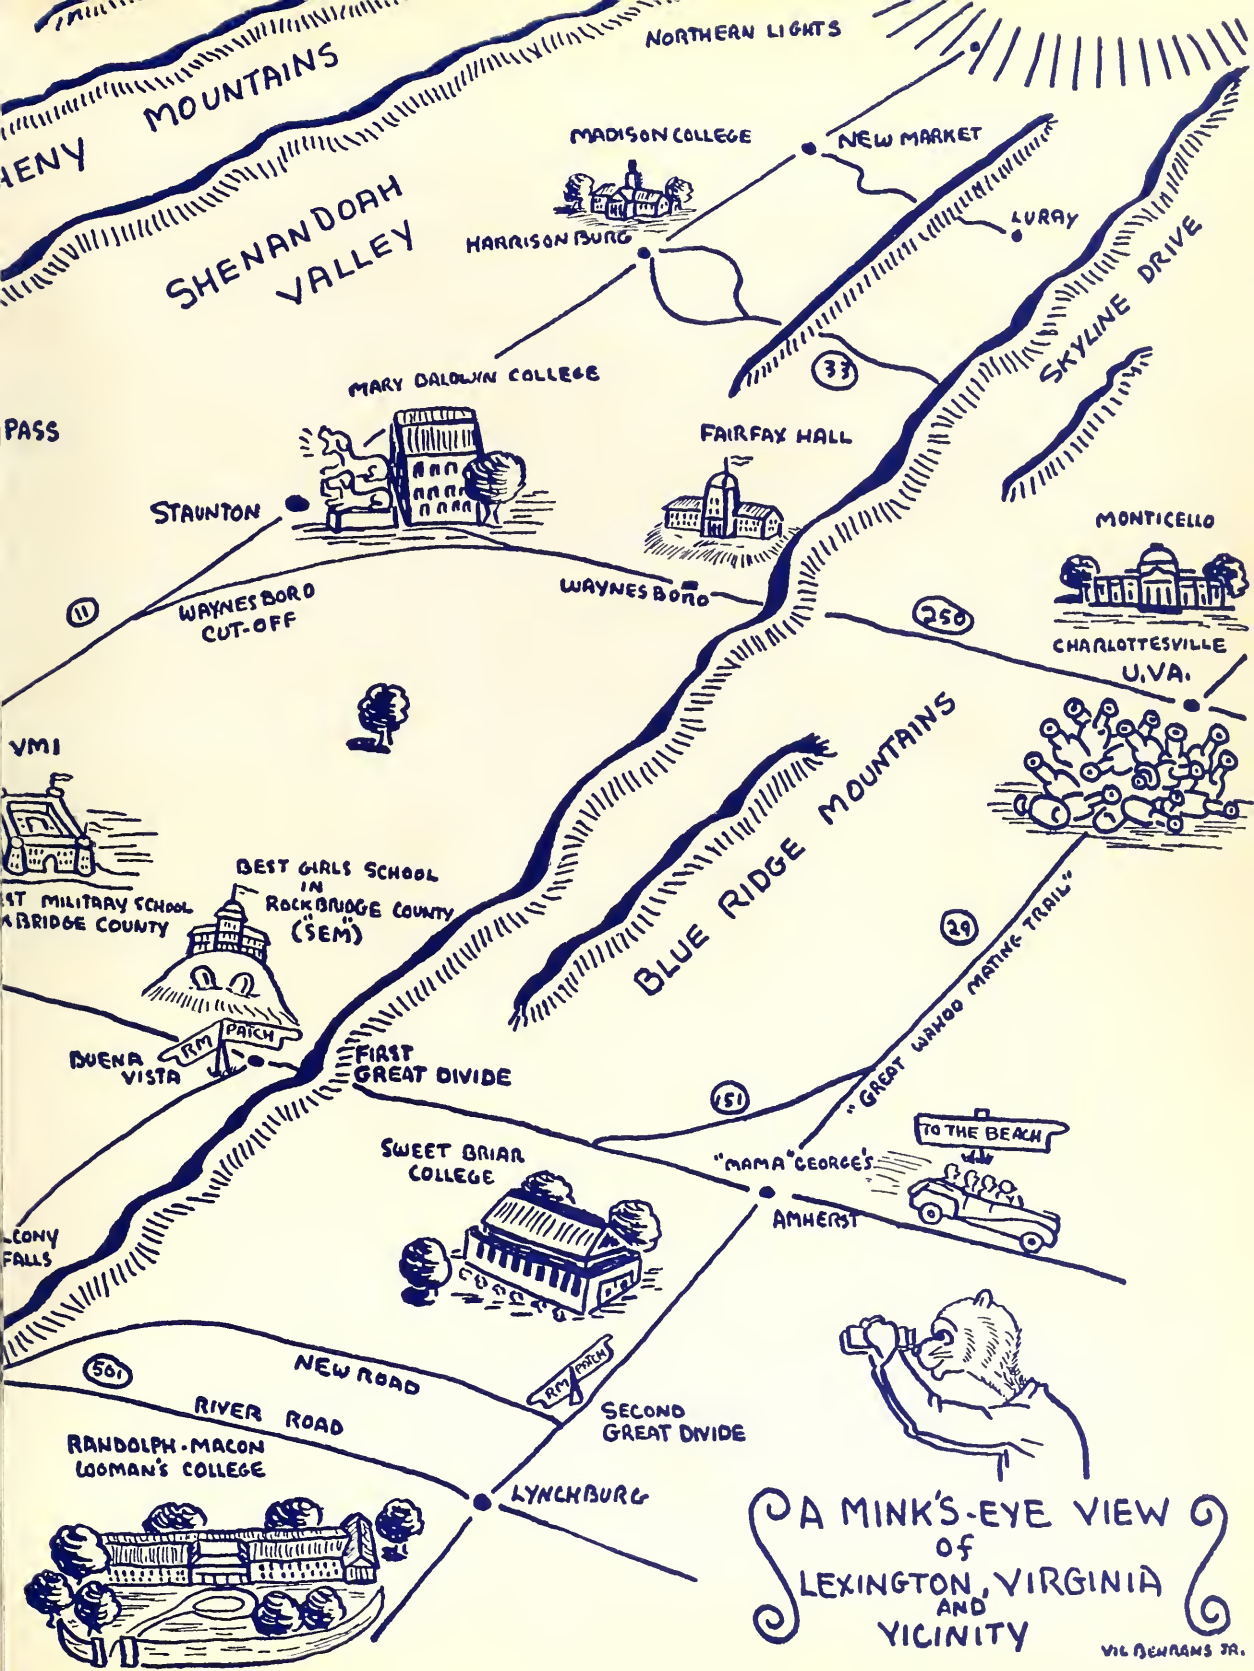 NORTHERN LIGHTS
MOUNTAINS
HENY
MADISON COLLEGE
NEW MARKET
SHENANDOAH
VALLEY
HARRISONBURG
LURAY
SKYLINE DRIVE
33
MARY BALDWIN COLLEGE
PASS
FAIRFAX HALL
STAUNTON
MONTICELLO
11
WAYNESBORO
CUT-OFF
WAYNESBORO
250
CHARLOTTESVILLE
U.VA.
VMI
BLUE RIDGE MOUNTAINS
ST MILITARY SCHOOL
KBRIDGE COUNTY
BEST GIRLS SCHOOL
IN
ROCKBRIDGE COUNTY
("SEM")
29
"GREAT WAHOO MATING TRAIL"
RM PATCH
BUENA
VISTA
FIRST
GREAT DIVIDE
151
TO THE BEACH
SWEET BRIAR
COLLEGE
"MAMA" GEORGE'S
AMHERST
LCONY
FALLS
501
NEW ROAD
RIVER ROAD
RM PATCH
SECOND
GREAT DIVIDE
RANDOLPH-MACON
WOMAN'S COLLEGE
LYNCHBURG
A MINK'S-EYE VIEW
OF
LEXINGTON, VIRGINIA
AND
VICINITY
VIC BEHRANS JR.